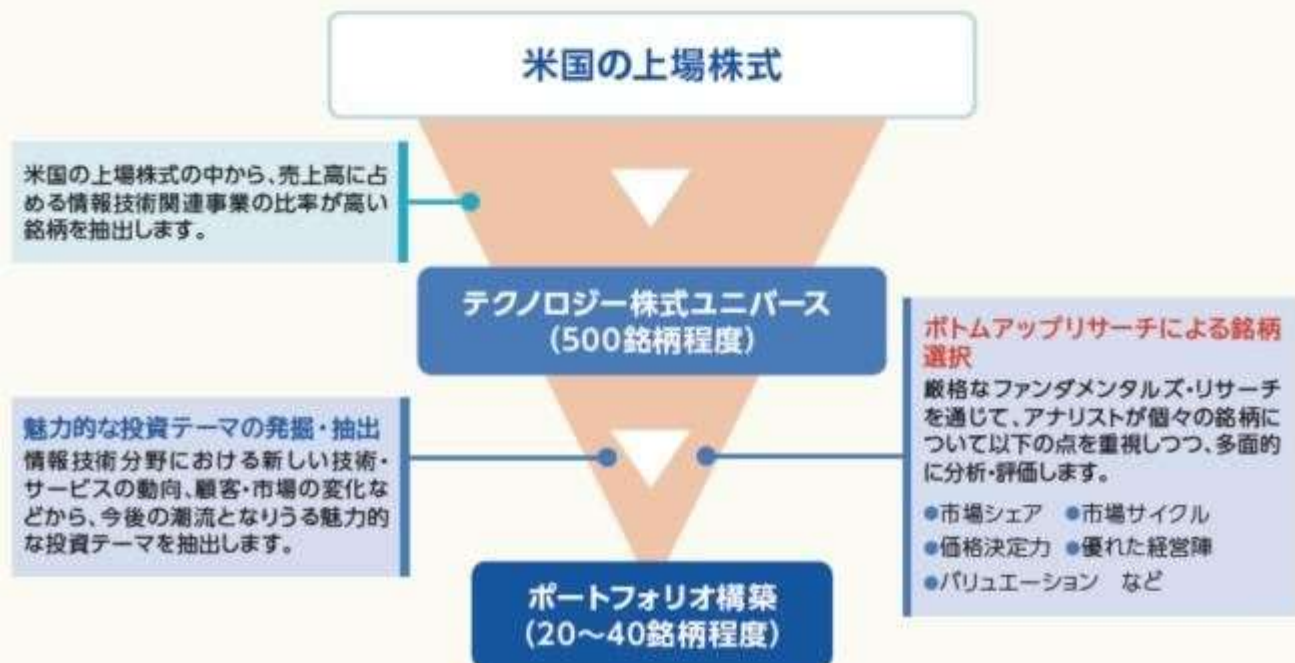 米国の上場株式
米国の上場株式の中から、売上高に占
める情報技術関連事業の比率が高い
銘柄を抽出します。
テクノロジー株式ユニバース
(500銘柄程度)
魅力的な投資テーマの発掘・抽出
情報技術分野における新しい技術・
サービスの動向、顧客・市場の変化な
どから、今後の潮流となりうる魅力的
な投資テーマを抽出します。
ボトムアップリサーチによる銘柄
選択
厳格なファンダメンタルズ・リサーチ
を通じて、アナリストが個々の銘柄に
ついて以下の点を重視しつつ、多面的
に分析・評価します。
●市場シェア ●市場サイクル
●価格決定力 ●優れた経営陣
●バリュエーション など
ポートフォリオ構築
(20〜40銘柄程度)